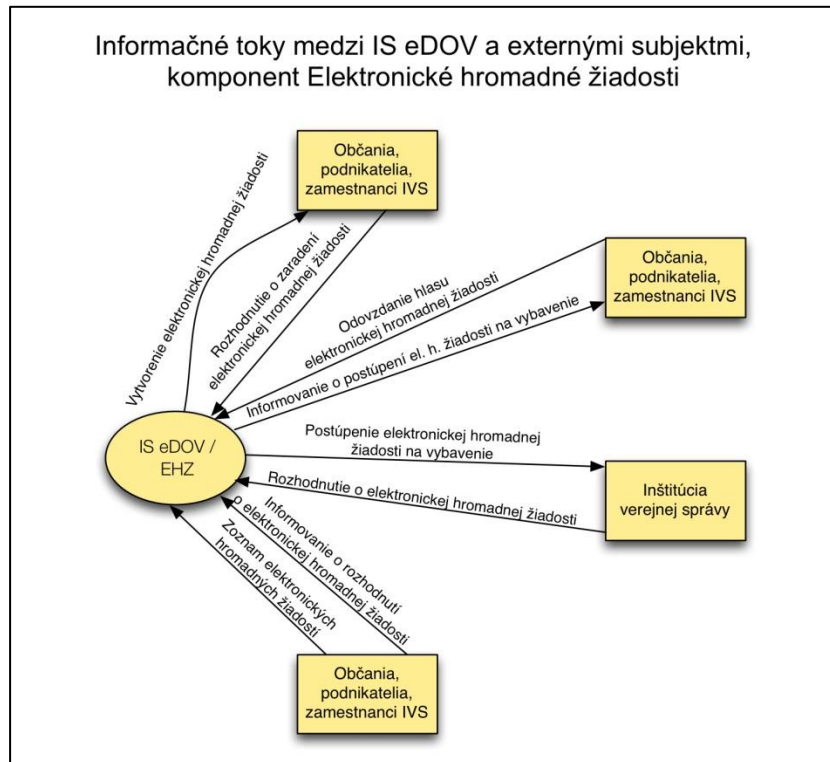 Informačné toky medzi IS eDOV a externými subjektmi,
komponent Elektronické hromadné žiadosti
Občania,
podnikatelia,
zamestnanci IVS
Vytvorenie elektronickej hromadnej žiadosti
Rozhodnutie o zaradení
elektronickej hromadnej žiadosti
Občania,
podnikatelia,
zamestnanci IVS
Odovzdanie hlasu
elektronickej hromadnej žiadosti
Informovanie o postúpení el. h. žiadosti na vybavenie
IS eDOV /
EHZ
Postúpenie elektronickej hromadnej
žiadosti na vybavenie
Rozhodnutie o elektronickej hromadnej žiadosti
Inštitúcia
verejnej správy
Informovanie o rozhodnutí
o elektronickej hromadnej žiadosti
Zoznam elektronických
hromadných žiadostí
Občania,
podnikatelia,
zamestnanci IVS